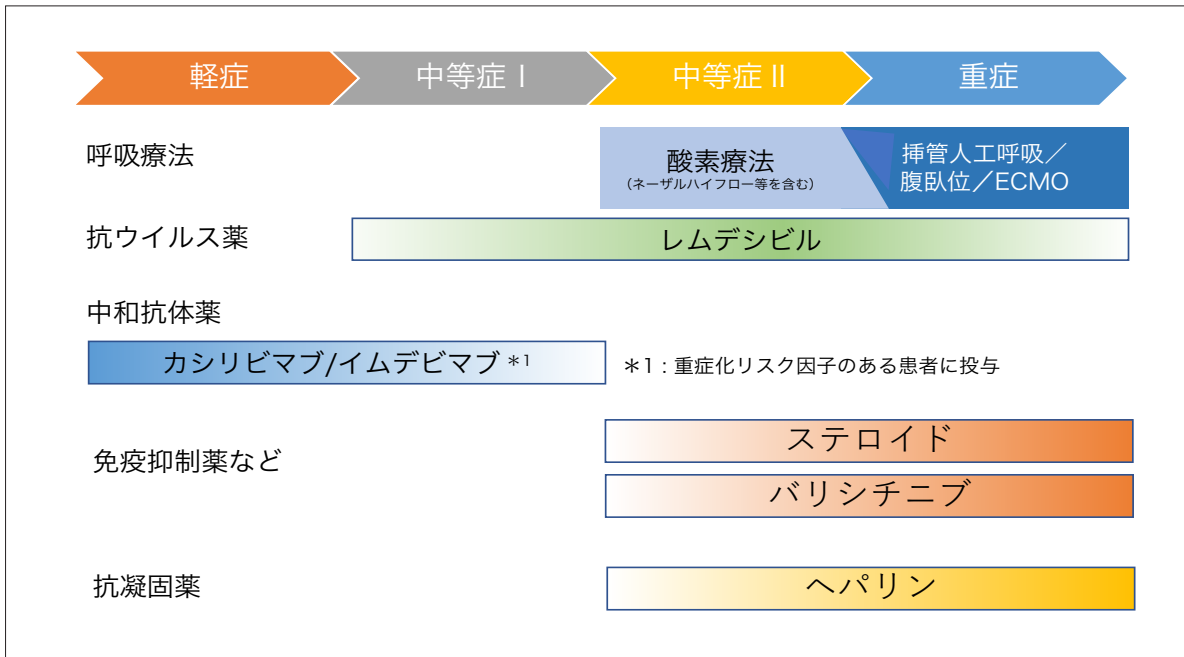 軽症
中等症Ⅰ
中等症Ⅱ
重症
呼吸療法
酸素療法
（ネーザルハイフロー等を含む）
挿管人工呼吸／
腹臥位／ECMO
抗ウイルス薬
レムデシビル
中和抗体薬
カシリビマブ/イムデビマブ *1
*1：重症化リスク因子のある患者に投与
免疫抑制薬など
ステロイド
バリシチニブ
抗凝固薬
ヘパリン